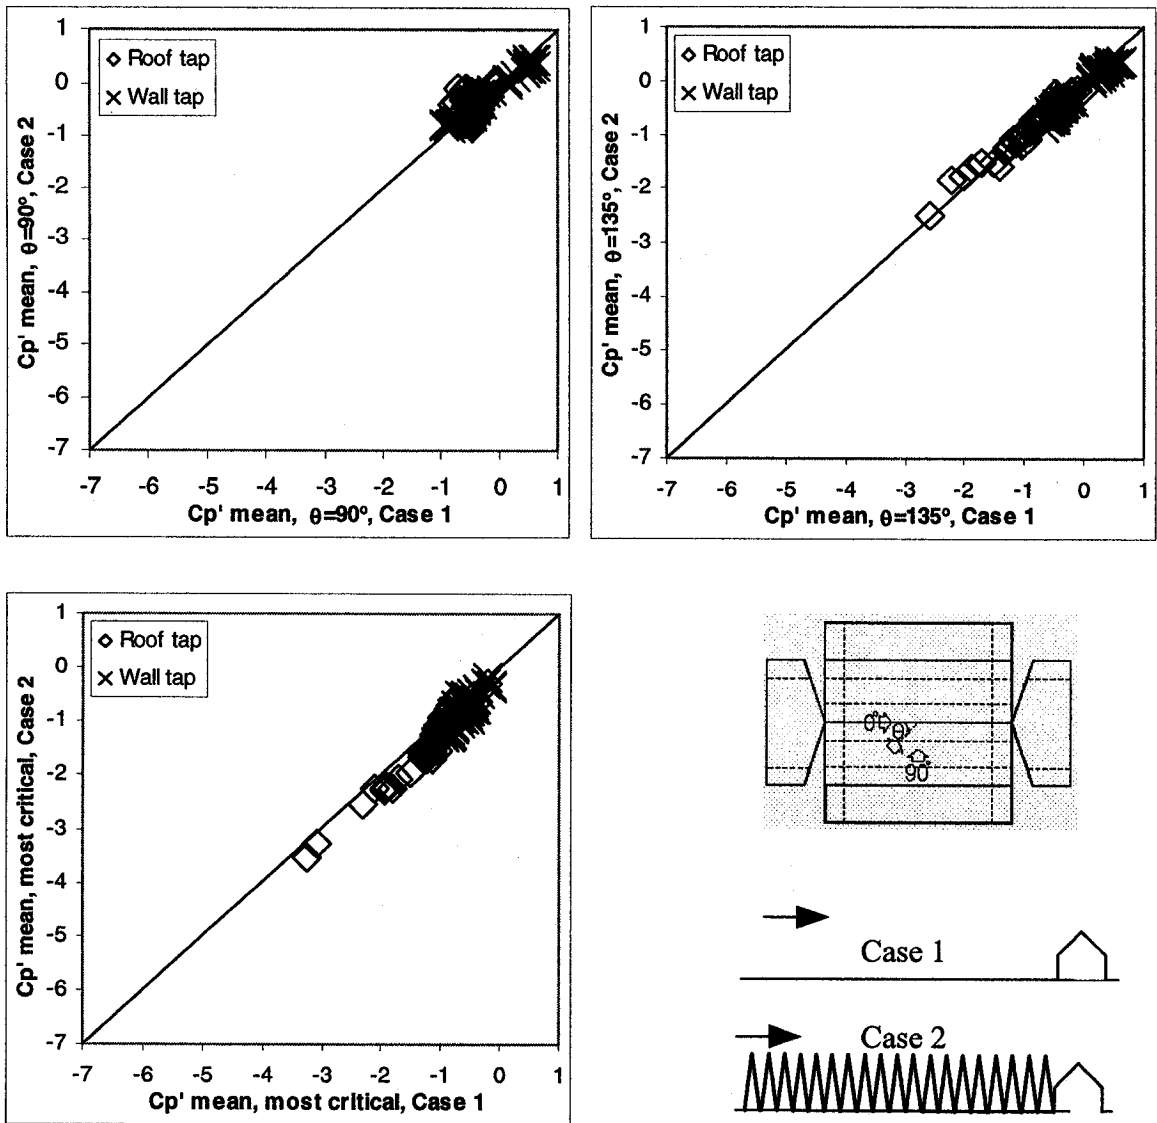 1
0
-1
-2
-3
-4
-5
-6
-7
Roof tap
Wall tap
Cp' mean, θ=90º, Case 2
-7 -6 -5 -4 -3 -2 -1 0 1
Cp' mean, θ=90º, Case 1
1
0
-1
-2
-3
-4
-5
-6
-7
Roof tap
Wall tap
Cp' mean, θ=135º, Case 2
-7 -6 -5 -4 -3 -2 -1 0 1
Cp' mean, θ=135º, Case 1
1
0
-1
-2
-3
-4
-5
-6
-7
Roof tap
Wall tap
Cp' mean, most critical, Case 2
-7 -6 -5 -4 -3 -2 -1 0 1
Cp' mean, most critical, Case 1
0°
θ
90°
Case 1
Case 2